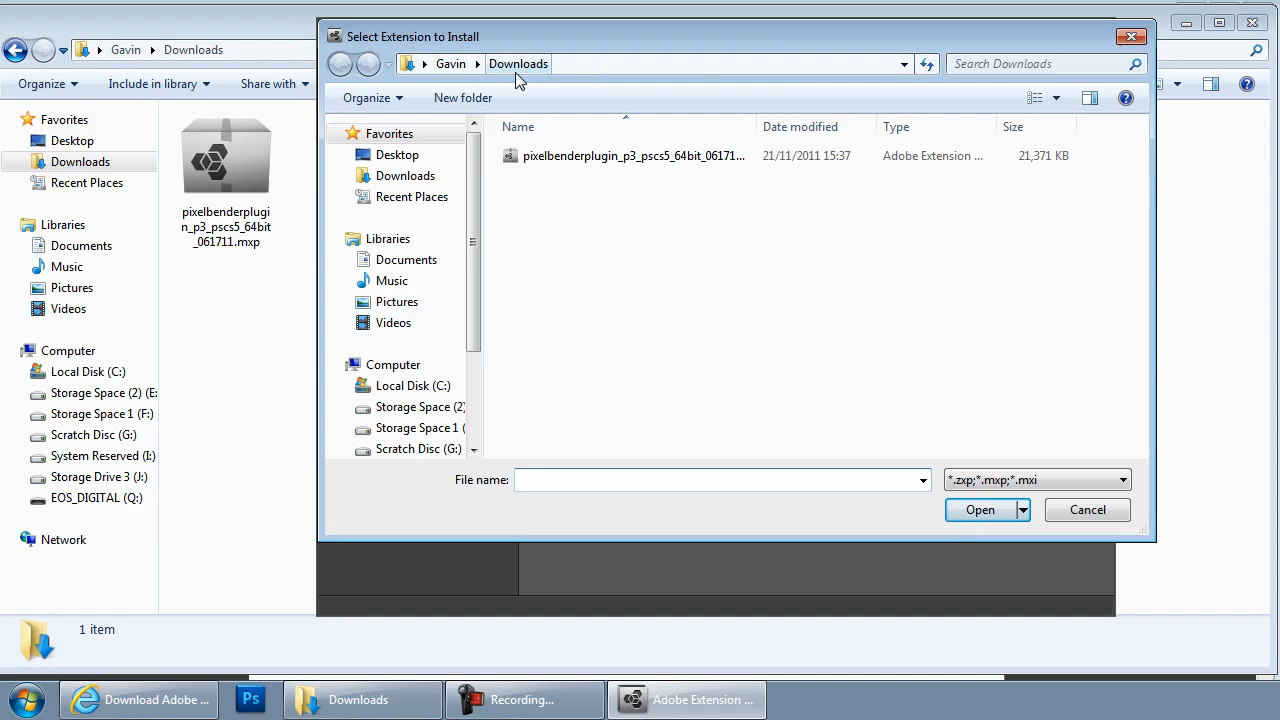 Gavin
Downloads
Organize
Include in library
Share with
Favorites
Desktop
Downloads
Recent Places
Libraries
Documents
Music
Pictures
Videos
Computer
Local Disk (C:)
Storage Space (2) (E:
Storage Space 1 (F:)
Scratch Disc (G:)
System Reserved (I:)
Storage Drive 3 (J:)
EOS_DIGITAL (Q:)
Network
pixelbenderplugi
n_p3_pscs5_64bit
_061711.mxp
1 item
Select Extension to Install
Gavin
Downloads
Search Downloads
Organize
New folder
Favorites
Desktop
Downloads
Recent Places
Libraries
Documents
Music
Pictures
Videos
Computer
Local Disk (C:)
Storage Space (2)
Storage Space 1 (
Scratch Disc (G:)
Name
Date modified
Type
Size
pixelbenderplugin_p3_pscs5_64bit_06171...
21/11/2011 15:37
Adobe Extension ...
21,371 KB
File name:
*.zxp;*.mxp;*.mxi
Open
Cancel
Download Adobe ...
Ps
Downloads
Recording...
Adobe Extension ...